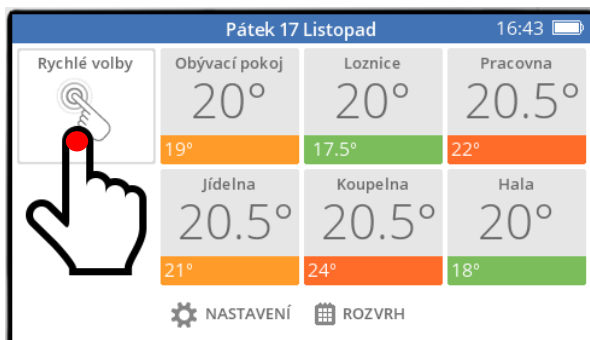 Pátek 17 Listopad 16:43
Rychlé volby
Obývací pokoj
20°
19°
Loznice
20°
17.5°
Pracovna
20.5°
22°
Jídelna
20.5°
21°
Koupelna
20.5°
24°
Hala
20°
18°
NASTAVENÍ ROZVRH